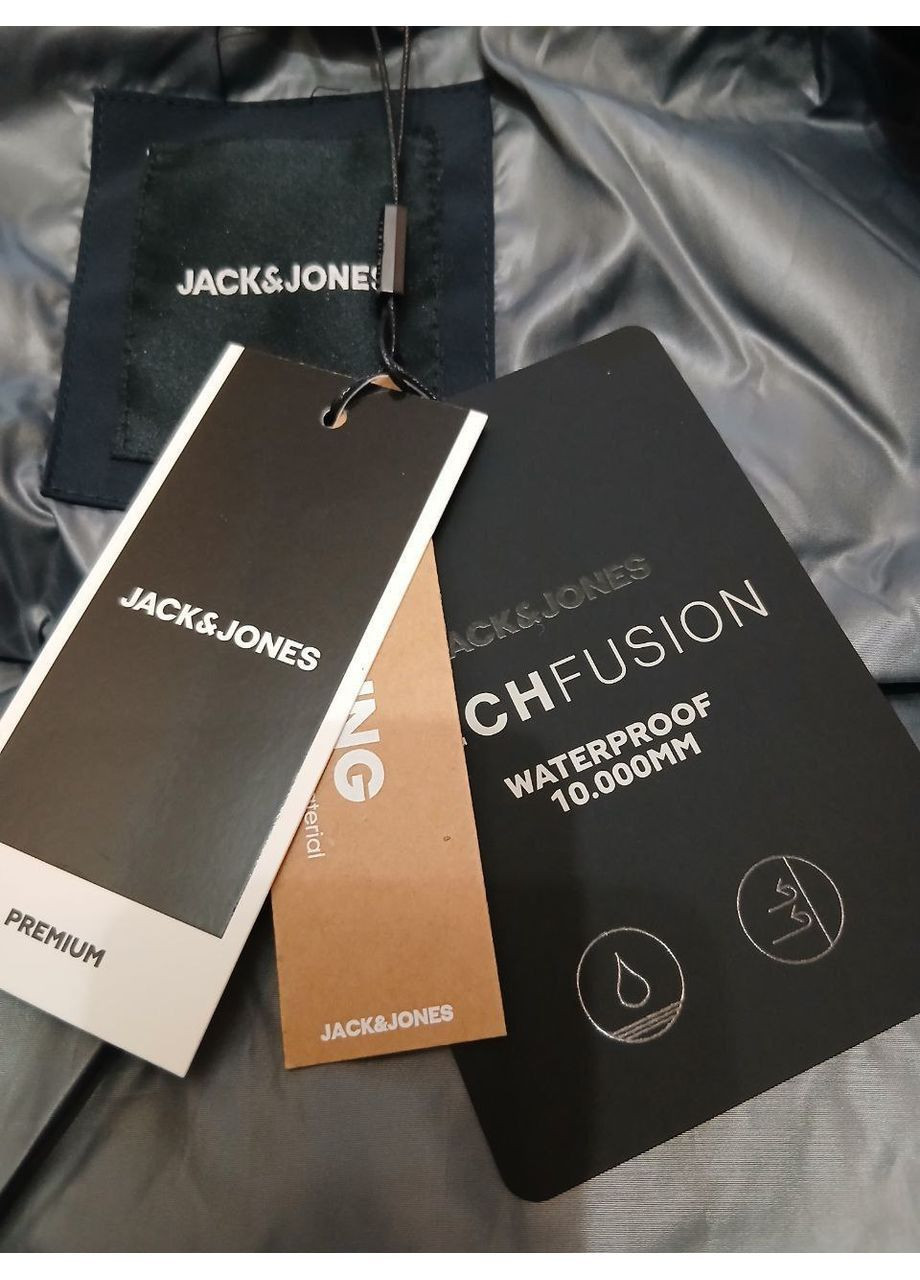 JACK&JONES
JACK&JONES
PREMIUM
JACK&JONES
CHFUSION
WATERPROOF
10.000MM
NG
terial
JACK&JONES